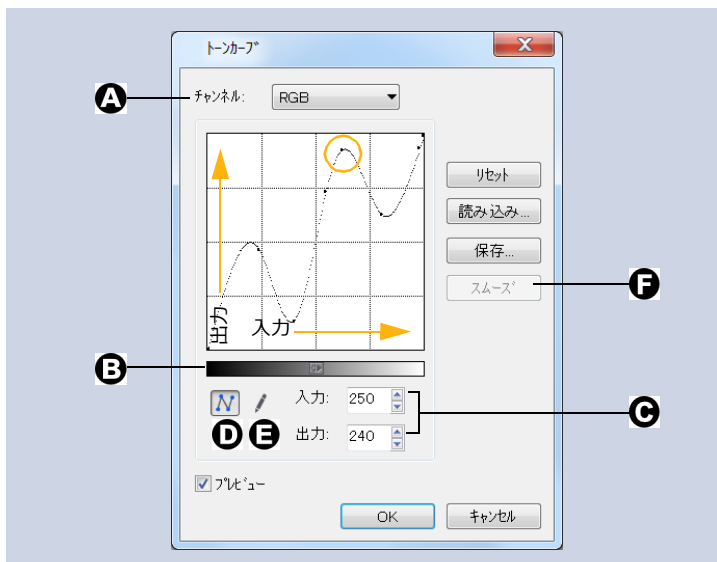 トーンカーブ
A
チャンネル: RGB
リセット
読み込み...
保存...
スムーズ
F
出力
入力
B
入力: 250
C
D E
出力: 240
プレビュー
OK
キャンセル